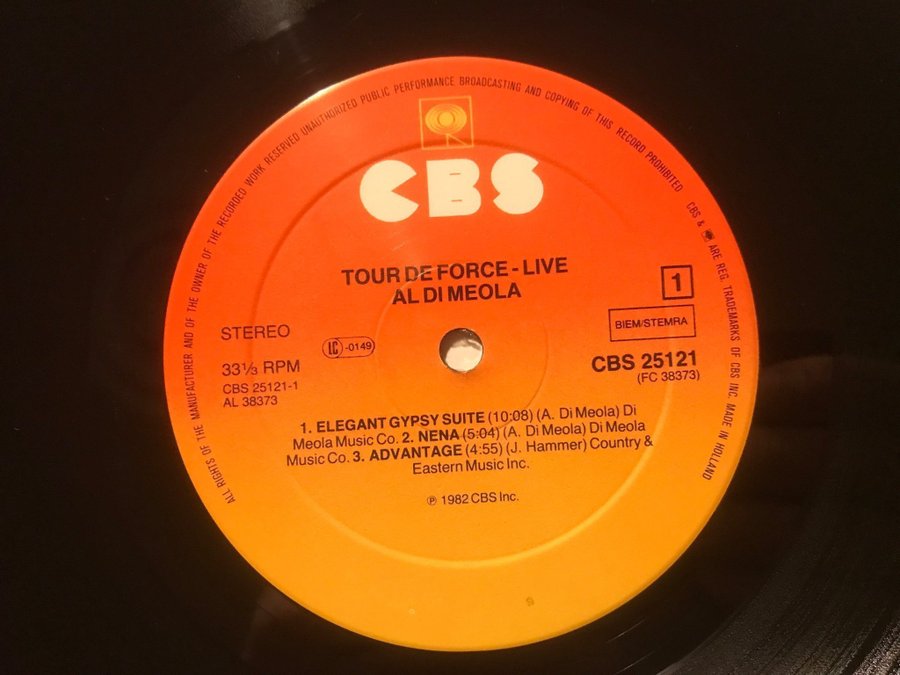 ALL RIGHTS OF THE MANUFACTURER AND OF THE OWNER OF THE RECORDED WORK RESERVED UNAUTHORIZED PUBLIC PERFORMANCE BROADCASTING AND COPYING OF THIS RECORD PROHIBITED CBS & ARE REG. TRADEMARKS OF CBS INC. MADE IN HOLLAND
CBS
TOUR DE FORCE - LIVE
AL DI MEOLA
1
STEREO
BIEM/STEMRA
LC -0149
33⅓ RPM
CBS 25121
CBS 25121-1
(FC 38373)
AL 38373
1. ELEGANT GYPSY SUITE (10:08) (A. Di Meola) Di
Meola Music Co. 2. NENA (5:04) (A. Di Meola) Di Meola
Music Co. 3. ADVANTAGE (4:55) (J. Hammer) Country &
Eastern Music Inc.
℗ 1982 CBS Inc.